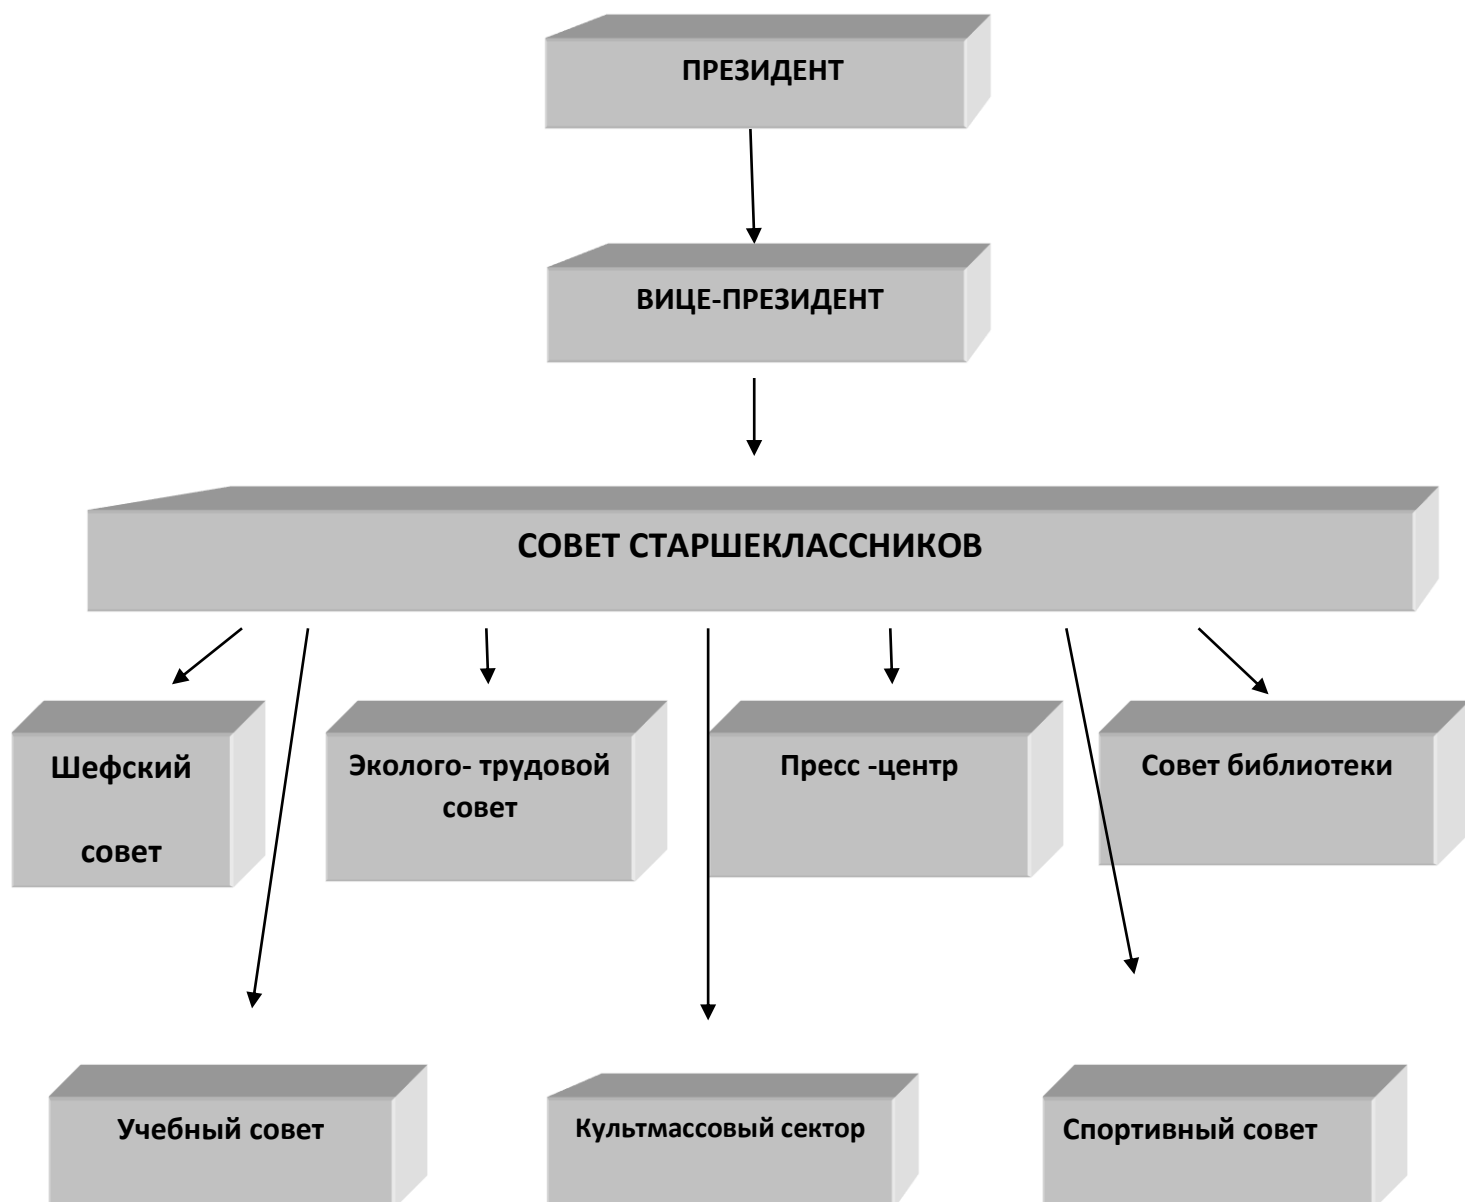 ПРЕЗИДЕНТ
ВИЦЕ-ПРЕЗИДЕНТ
СОВЕТ СТАРШЕКЛАССНИКОВ
Шефский
совет
Эколого- трудовой
совет
Пресс -центр
Совет библиотеки
Учебный совет
Культмассовый сектор
Спортивный совет